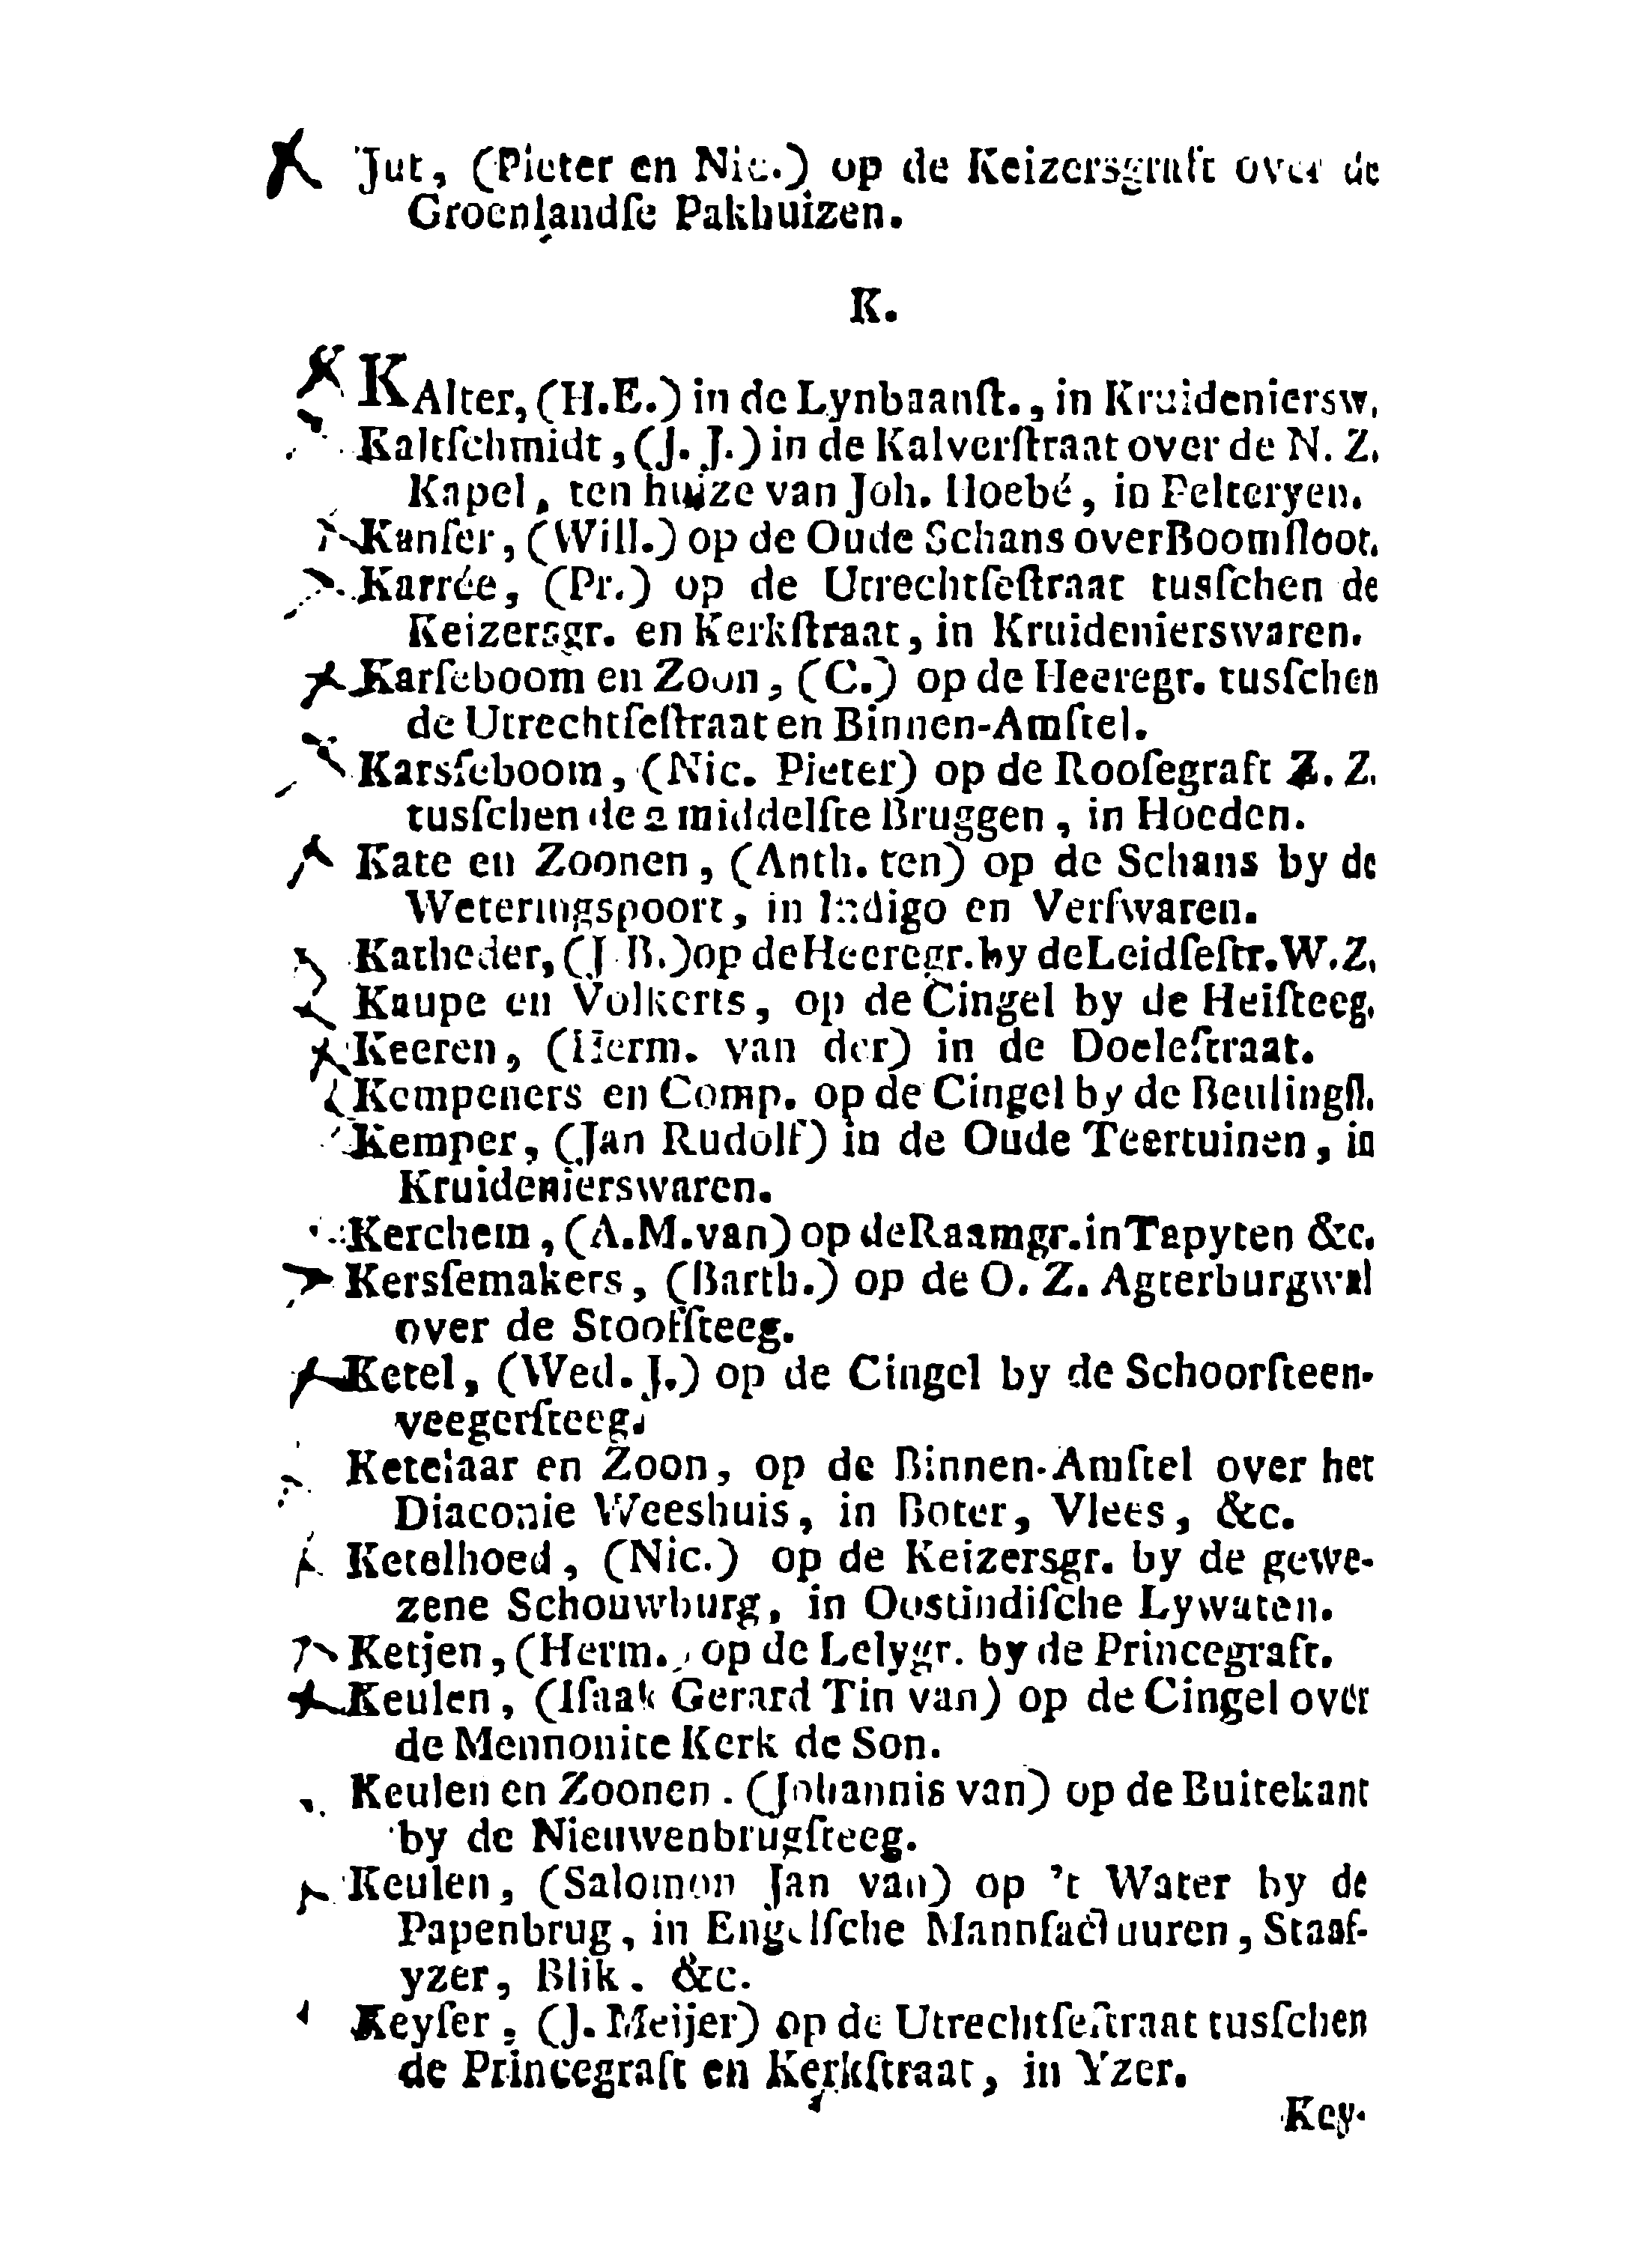 Jut, (Pieter en Nic.) op de Keizersgraft over de
Groenlandſe Pakhuizen.
K.
KAlter, (H.E.) in de Lynbaanſt., in Kruideniersw.
Kaltſchmidt, (J. J.) in de Kalverſtraat over de N. Z.
Kapel, ten huize van Joh. Hoebé, in Pelteryen.
Kanſer, (Will.) op de Oude Schans over Boomſloot.
Karrée, (Pr.) op de Utrechtſeſtraat tusſchen de
Keizersgr. en Kerkſtraat, in Kruidenierswaren.
Karſeboom en Zoon, (C.) op de Heeregr. tusſchen
de Utrechtſeſtraat en Binnen-Amſtel.
Karsſeboom, (Nic. Pieter) op de Rooſegraft Z. Z.
tusſchen de 2 middelſte Bruggen, in Hoeden.
Kate en Zoonen, (Anth. ten) op de Schans by de
Weteringspoort, in Indigo en Verfwaren.
Katheder, (J B.) op de Heeregr. by de Leidſeſtr. W.Z.
Kaupe en Volkerts, op de Cingel by de Heiſteeg.
Keeren, (Herm. van der) in de Doeleſtraat.
Kempeners en Comp. op de Cingel by de Beulingſl.
Kemper, (Jan Rudolf) in de Oude Teertuinen, in
Kruidenierswaren.
Kerchem, (A.M. van) op de Raamgr. in Tapyten &c.
Kersſemakers, (Barth.) op de O. Z. Agterburgwal
over de Stoofſteeg.
Ketel, (Wed. J.) op de Cingel by de Schoorſteen-
veegerſteeg.
Ketelaar en Zoon, op de Binnen-Amſtel over het
Diaconie Weeshuis, in Boter, Vlees, &c.
Ketelhoed, (Nic.) op de Keizersgr. by de gewe-
zene Schouwburg, in Oostindiſche Lywaten.
Ketjen, (Herm.) op de Lelygr. by de Princegraft.
Keulen, (Iſaak Gerard Tin van) op de Cingel over
de Mennonite Kerk de Son.
Keulen en Zoonen. (Johannis van) op de Buitekant
by de Nieuwenbrugſteeg.
Keulen, (Salomon Jan van) op 't Water by de
Papenbrug, in Engelſche Mannfactuuren, Staaf-
yzer, Blik. &c.
Keyſer, (J. Meijer) op de Utrechtſeſtraat tusſchen
de Princegraft en Kerkſtraat, in Yzer.
Key-